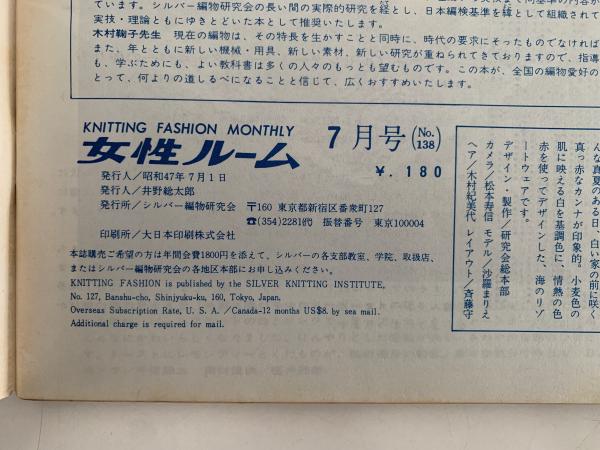 ています。シルバー編物研究会の長い間の実際的研究を経とし、日本編検基準を緯として組織されて
実技・理論ともにゆきとどいた本として推奨いたします。
木村鞠子先生 現在の編物は、その特長を生かすことと同時に、時代の要求にそったものでなければ
また、年とともに新しい機械・用具、新しい素材、新しい研究が重ねられてきておりますので、指導
も、学ぶためにも、よい教科書は多くの人々のもっとも望むものです。この本が、全国の編物愛好の
とって、何よりの道しるべになることと信じて、広くおすすめいたします。
KNITTING FASHION MONTHLY
女性ルーム
7月号(No. 138)
¥. 180
発行人/昭和47年7月1日
発行人/井野総太郎
発行所/シルバー編物研究会 〒160 東京都新宿区番衆町127
☎(354)2281代 振替番号 東京100004
印刷所/大日本印刷株式会社
本誌購売ご希望の方は年間会費1800円を添えて、シルバーの各支部教室、学院、取扱店、
またはシルバー編物研究会の各地区本部にお申し込みください。
KNITTING FASHION is published by the SILVER KNITTING INSTITUTE,
No. 127, Banshu-cho, Shinjyuku-ku, 160, Tokyo, Japan.
Overseas Subscription Rate, U. S. A. /Canada-12 months US$8. by sea mail.
Additional charge is required for mail.
んな真夏のある日、白い家の前に咲く
真っ赤なカンナが印象的。小麦色の
肌に映える白を基調色に、情熱の色
赤を使ってデザインした、海のリゾ
ートウェアです。
デザイン・製作/研究会総本部
カメラ/松本寿信 モデル/沙羅まりえ
ヘア/木村紀美代 レイアウト/斉藤守